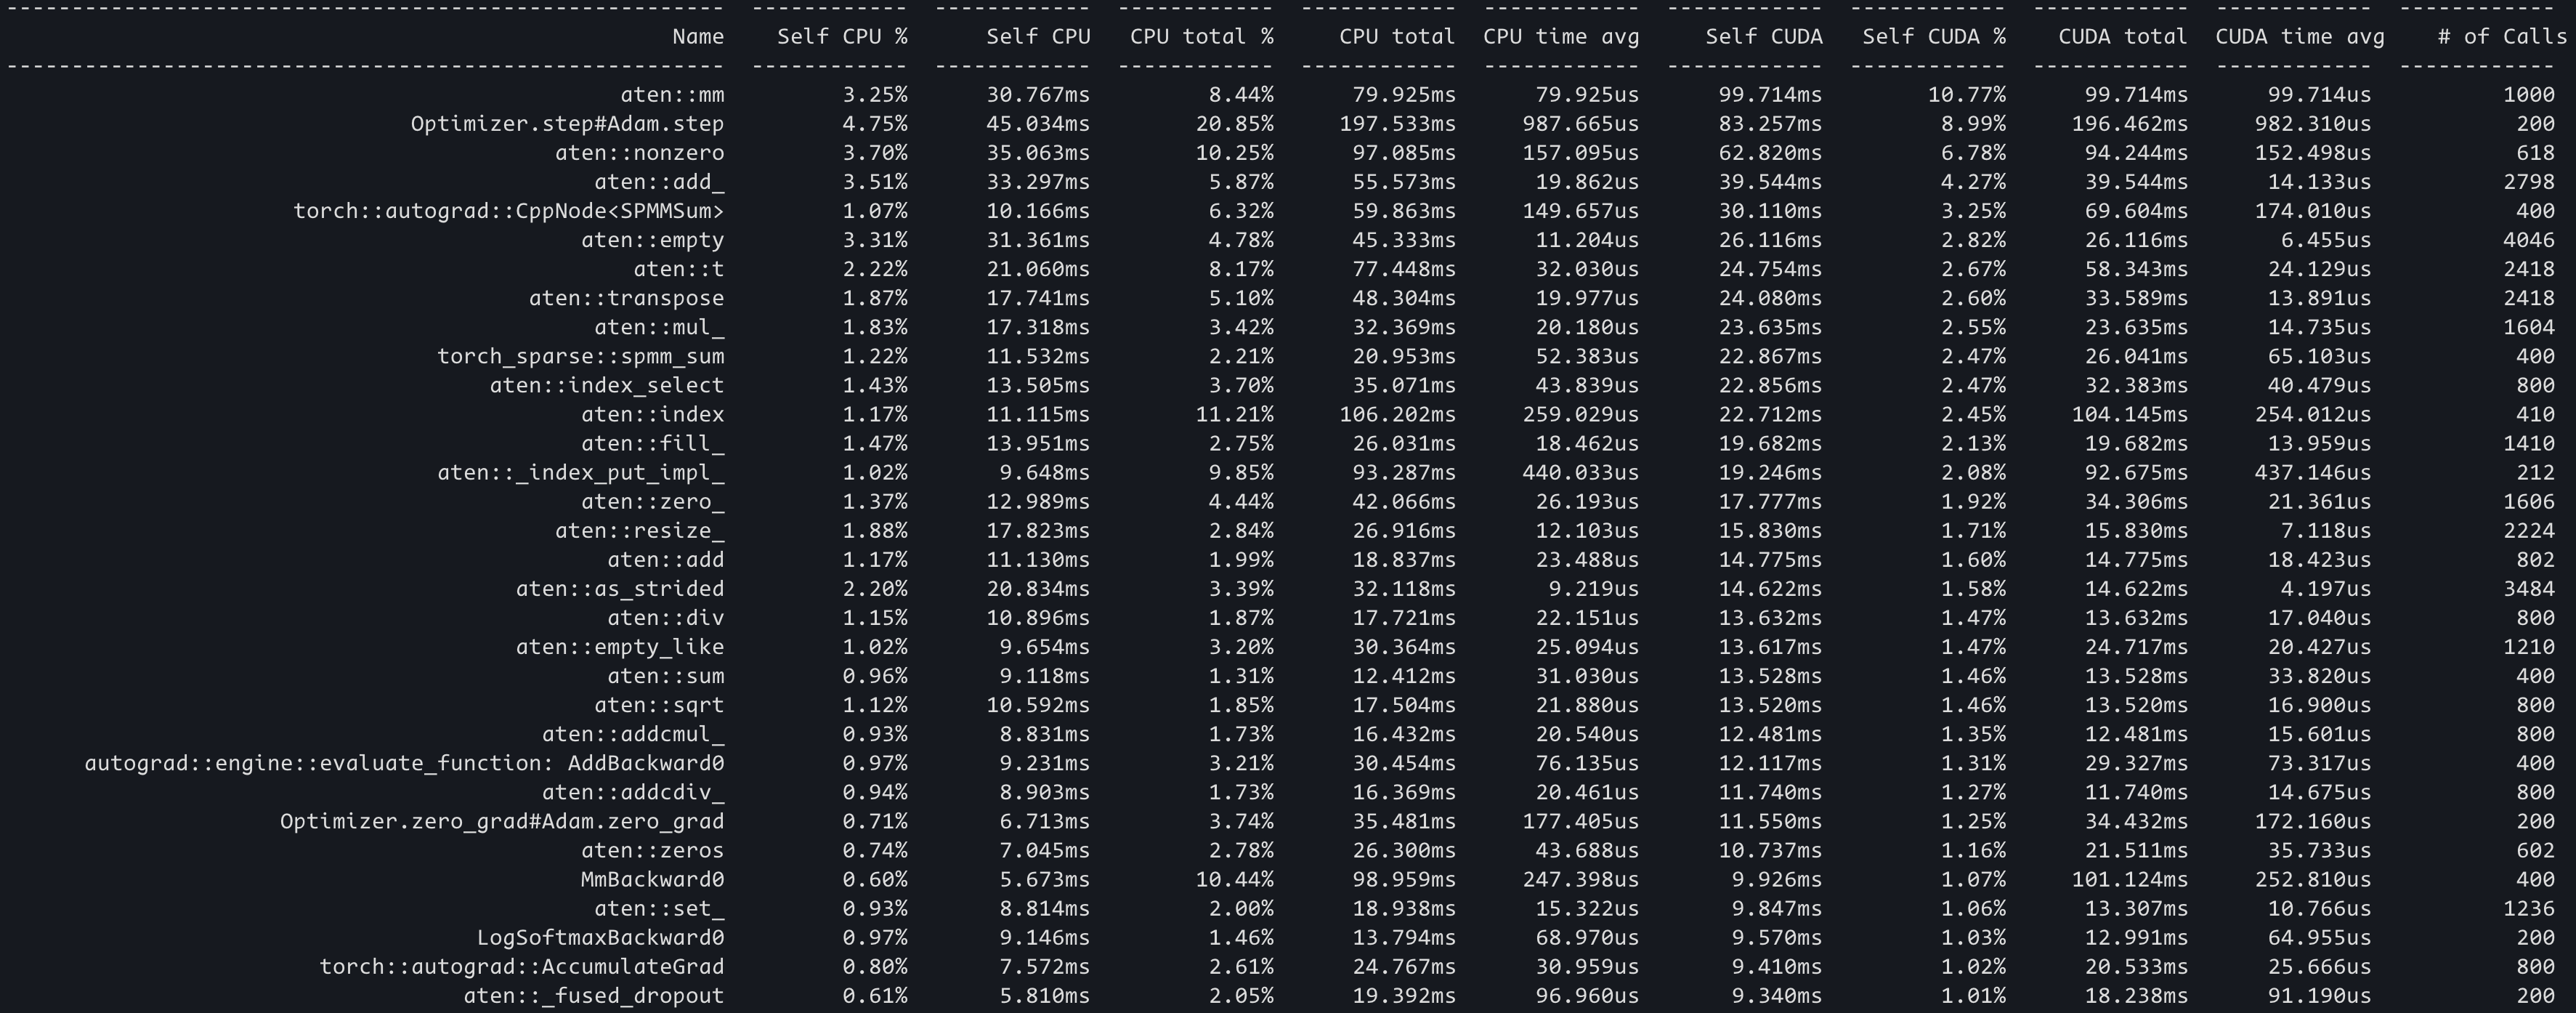 ------------------------------------------------------- ------------ ------------ ------------ ------------ ------------ ------------ ------------ ------------ ------------ ------------
Name Self CPU % Self CPU CPU total % CPU total CPU time avg Self CUDA Self CUDA % CUDA total CUDA time avg # of Calls
------------------------------------------------------- ------------ ------------ ------------ ------------ ------------ ------------ ------------ ------------ ------------ ------------
aten::mm 3.25% 30.767ms 8.44% 79.925ms 79.925us 99.714ms 10.77% 99.714ms 99.714us 1000
Optimizer.step#Adam.step 4.75% 45.034ms 20.85% 197.533ms 987.665us 83.257ms 8.99% 196.462ms 982.310us 200
aten::nonzero 3.70% 35.063ms 10.25% 97.085ms 157.095us 62.820ms 6.78% 94.244ms 152.498us 618
aten::add_ 3.51% 33.297ms 5.87% 55.573ms 19.862us 39.544ms 4.27% 39.544ms 14.133us 2798
torch::autograd::CppNode<SPMMSum> 1.07% 10.166ms 6.32% 59.863ms 149.657us 30.110ms 3.25% 69.604ms 174.010us 400
aten::empty 3.31% 31.361ms 4.78% 45.333ms 11.204us 26.116ms 2.82% 26.116ms 6.455us 4046
aten::t 2.22% 21.060ms 8.17% 77.448ms 32.030us 24.754ms 2.67% 58.343ms 24.129us 2418
aten::transpose 1.87% 17.741ms 5.10% 48.304ms 19.977us 24.080ms 2.60% 33.589ms 13.891us 2418
aten::mul_ 1.83% 17.318ms 3.42% 32.369ms 20.180us 23.635ms 2.55% 23.635ms 14.735us 1604
torch_sparse::spmm_sum 1.22% 11.532ms 2.21% 20.953ms 52.383us 22.867ms 2.47% 26.041ms 65.103us 400
aten::index_select 1.43% 13.505ms 3.70% 35.071ms 43.839us 22.856ms 2.47% 32.383ms 40.479us 800
aten::index 1.17% 11.115ms 11.21% 106.202ms 259.029us 22.712ms 2.45% 104.145ms 254.012us 410
aten::fill_ 1.47% 13.951ms 2.75% 26.031ms 18.462us 19.682ms 2.13% 19.682ms 13.959us 1410
aten::_index_put_impl_ 1.02% 9.648ms 9.85% 93.287ms 440.033us 19.246ms 2.08% 92.675ms 437.146us 212
aten::zero_ 1.37% 12.989ms 4.44% 42.066ms 26.193us 17.777ms 1.92% 34.306ms 21.361us 1606
aten::resize_ 1.88% 17.823ms 2.84% 26.916ms 12.103us 15.830ms 1.71% 15.830ms 7.118us 2224
aten::add 1.17% 11.130ms 1.99% 18.837ms 23.488us 14.775ms 1.60% 14.775ms 18.423us 802
aten::as_strided 2.20% 20.834ms 3.39% 32.118ms 9.219us 14.622ms 1.58% 14.622ms 4.197us 3484
aten::div 1.15% 10.896ms 1.87% 17.721ms 22.151us 13.632ms 1.47% 13.632ms 17.040us 800
aten::empty_like 1.02% 9.654ms 3.20% 30.364ms 25.094us 13.617ms 1.47% 24.717ms 20.427us 1210
aten::sum 0.96% 9.118ms 1.31% 12.412ms 31.030us 13.528ms 1.46% 13.528ms 33.820us 400
aten::sqrt 1.12% 10.592ms 1.85% 17.504ms 21.880us 13.520ms 1.46% 13.520ms 16.900us 800
aten::addcmul_ 0.93% 8.831ms 1.73% 16.432ms 20.540us 12.481ms 1.35% 12.481ms 15.601us 800
autograd::engine::evaluate_function: AddBackward0 0.97% 9.231ms 3.21% 30.454ms 76.135us 12.117ms 1.31% 29.327ms 73.317us 400
aten::addcdiv_ 0.94% 8.903ms 1.73% 16.369ms 20.461us 11.740ms 1.27% 11.740ms 14.675us 800
Optimizer.zero_grad#Adam.zero_grad 0.71% 6.713ms 3.74% 35.481ms 177.405us 11.550ms 1.25% 34.432ms 172.160us 200
aten::zeros 0.74% 7.045ms 2.78% 26.300ms 43.688us 10.737ms 1.16% 21.511ms 35.733us 602
MmBackward0 0.60% 5.673ms 10.44% 98.959ms 247.398us 9.926ms 1.07% 101.124ms 252.810us 400
aten::set_ 0.93% 8.814ms 2.00% 18.938ms 15.322us 9.847ms 1.06% 13.307ms 10.766us 1236
LogSoftmaxBackward0 0.97% 9.146ms 1.46% 13.794ms 68.970us 9.570ms 1.03% 12.991ms 64.955us 200
torch::autograd::AccumulateGrad 0.80% 7.572ms 2.61% 24.767ms 30.959us 9.410ms 1.02% 20.533ms 25.666us 800
aten::_fused_dropout 0.61% 5.810ms 2.05% 19.392ms 96.960us 9.340ms 1.01% 18.238ms 91.190us 200